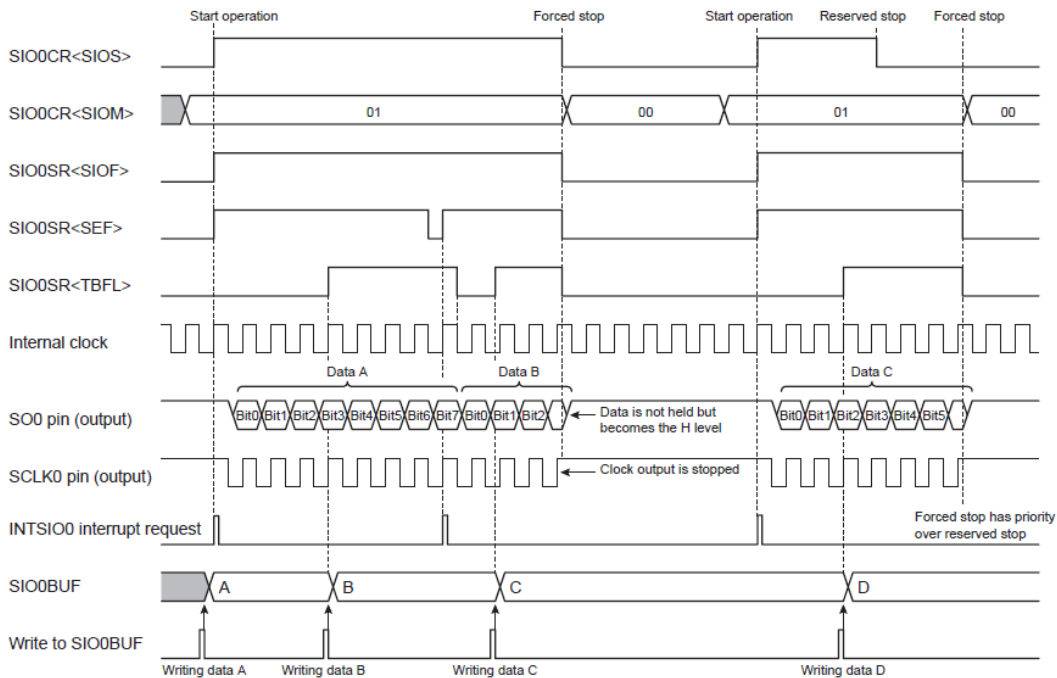 Start operation Forced stop Start operation Reserved stop Forced stop
SIO0CR<SIOS>
SIO0CR<SIOM> 01 00 01 00
SIO0SR<SIOF>
SIO0SR<SEF>
SIO0SR<TBFL>
Internal clock
Data A Data B Data C
SO0 pin (output) Bit0 Bit1 Bit2 Bit3 Bit4 Bit5 Bit6 Bit7 Bit0 Bit1 Bit2 Bit0 Bit1 Bit2 Bit3 Bit4 Bit5
Data is not held but
becomes the H level
SCLK0 pin (output) Clock output is stopped
INTSIO0 interrupt request
Forced stop has priority
over reserved stop
SIO0BUF A B C D
Write to SIO0BUF
Writing data A Writing data B Writing data C Writing data D